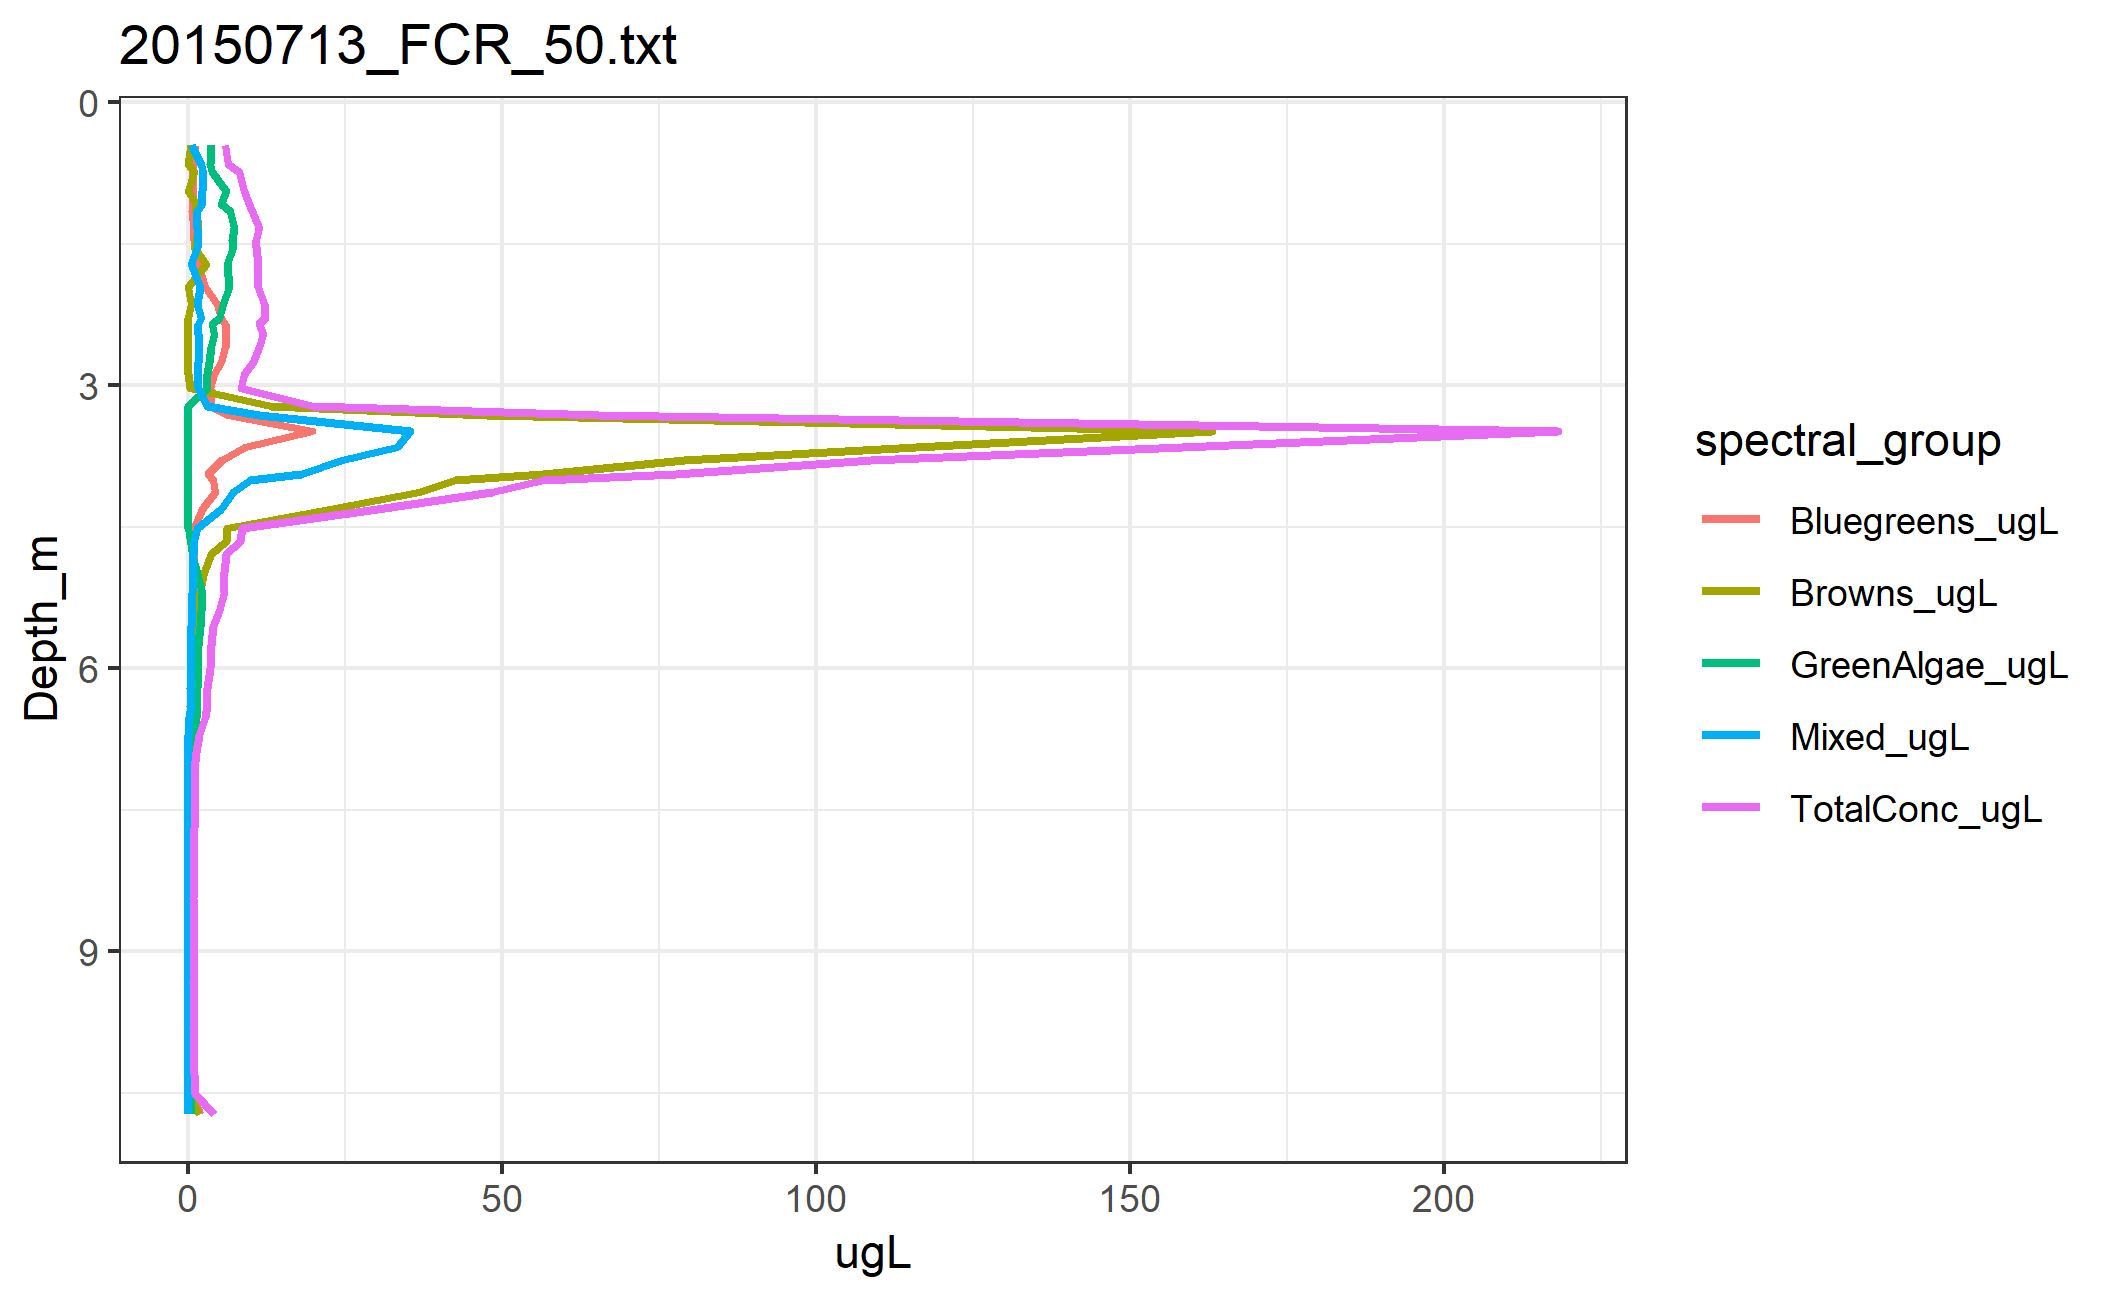 20150713_FCR_50.txt
0
3
6
9
Depth_m
0
50
100
150
200
ugL
spectral_group
Bluegreens_ugL
Browns_ugL
GreenAlgae_ugL
Mixed_ugL
TotalConc_ugL